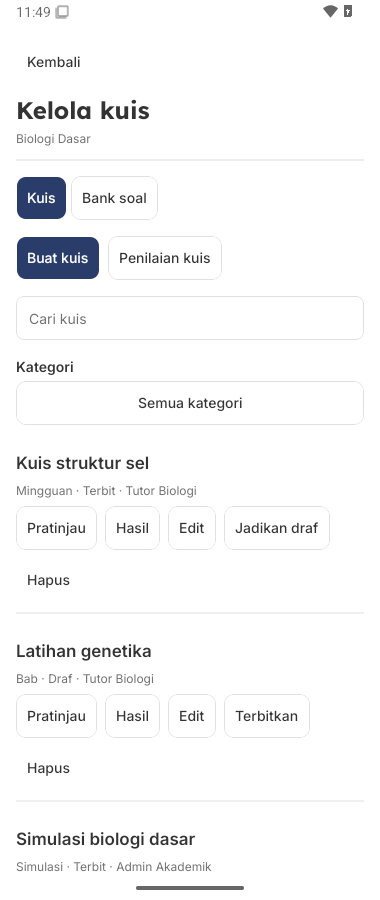 11:49
Kembali
Kelola kuis
Biologi Dasar
Kuis Bank soal
Buat kuis Penilaian kuis
Cari kuis
Kategori
Semua kategori
Kuis struktur sel
Mingguan · Terbit · Tutor Biologi
Pratinjau Hasil Edit Jadikan draf
Hapus
Latihan genetika
Bab · Draf · Tutor Biologi
Pratinjau Hasil Edit Terbitkan
Hapus
Simulasi biologi dasar
Simulasi · Terbit · Admin Akademik